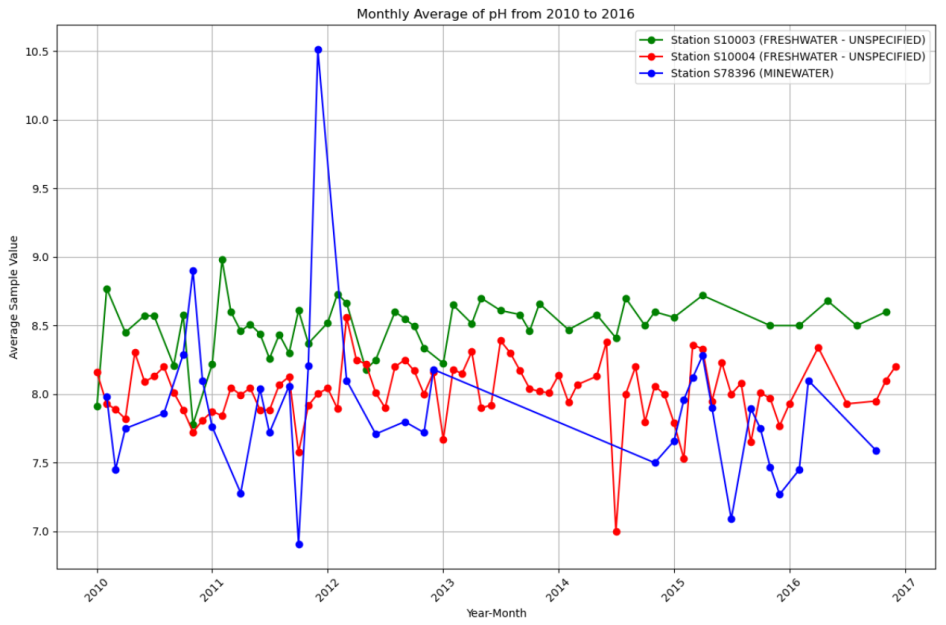 Monthly Average of pH from 2010 to 2016
Station S10003 (FRESHWATER - UNSPECIFIED)
Station S10004 (FRESHWATER - UNSPECIFIED)
Station S78396 (MINEWATER)
Average Sample Value
10.5
10.0
9.5
9.0
8.5
8.0
7.5
7.0
2010
2011
2012
2013
2014
2015
2016
2017
Year-Month